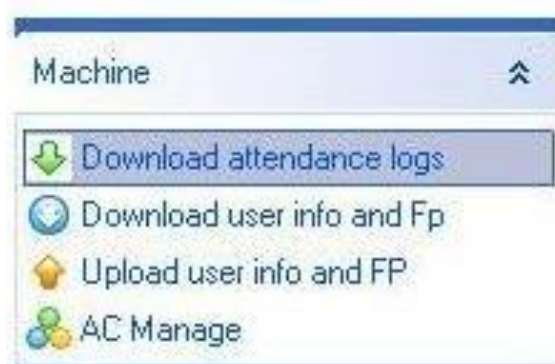 Machine
Download attendance logs
Download user info and Fp
Upload user info and FP
AC Manage